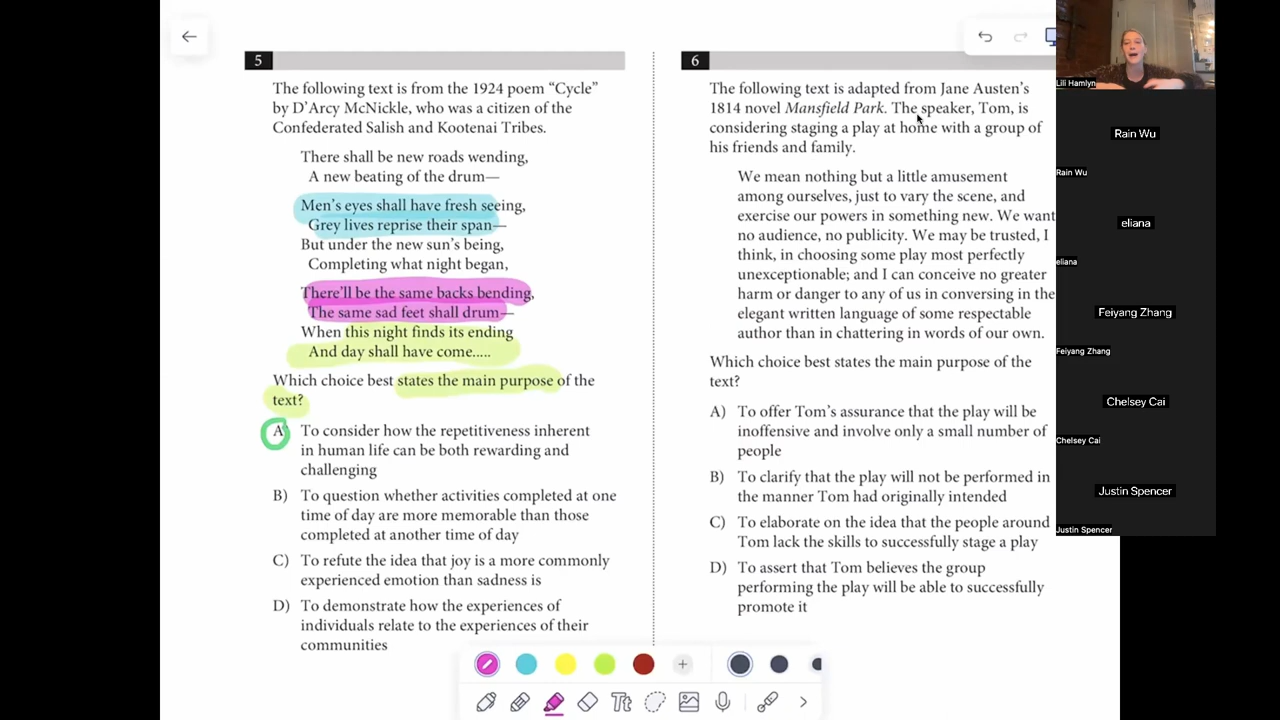 5
The following text is from the 1924 poem “Cycle”
by D’Arcy McNickle, who was a citizen of the
Confederated Salish and Kootenai Tribes.
There shall be new roads wending,
A new beating of the drum—
Men’s eyes shall have fresh seeing,
Grey lives reprise their span—
But under the new sun’s being,
Completing what night began,
There’ll be the same backs bending,
The same sad feet shall drum—
When this night finds its ending
And day shall have come.....
Which choice best states the main purpose of the
text?
A) To consider how the repetitiveness inherent
in human life can be both rewarding and
challenging
B) To question whether activities completed at one
time of day are more memorable than those
completed at another time of day
C) To refute the idea that joy is a more commonly
experienced emotion than sadness is
D) To demonstrate how the experiences of
individuals relate to the experiences of their
communities
6
The following text is adapted from Jane Austen’s
1814 novel Mansfield Park. The speaker, Tom, is
considering staging a play at home with a group of
his friends and family.
We mean nothing but a little amusement
among ourselves, just to vary the scene, and
exercise our powers in something new. We want
no audience, no publicity. We may be trusted, I
think, in choosing some play most perfectly
unexceptionable; and I can conceive no greater
harm or danger to any of us in conversing in the
elegant written language of some respectable
author than in chattering in words of our own.
Which choice best states the main purpose of the
text?
A) To offer Tom’s assurance that the play will be
inoffensive and involve only a small number of
people
B) To clarify that the play will not be performed in
the manner Tom had originally intended
C) To elaborate on the idea that the people around
Tom lack the skills to successfully stage a play
D) To assert that Tom believes the group
performing the play will be able to successfully
promote it
Tt
Lili Hamlyn
Rain Wu
Rain Wu
eliana
eliana
Feiyang Zhang
Feiyang Zhang
Chelsey Cai
Chelsey Cai
Justin Spencer
Justin Spencer